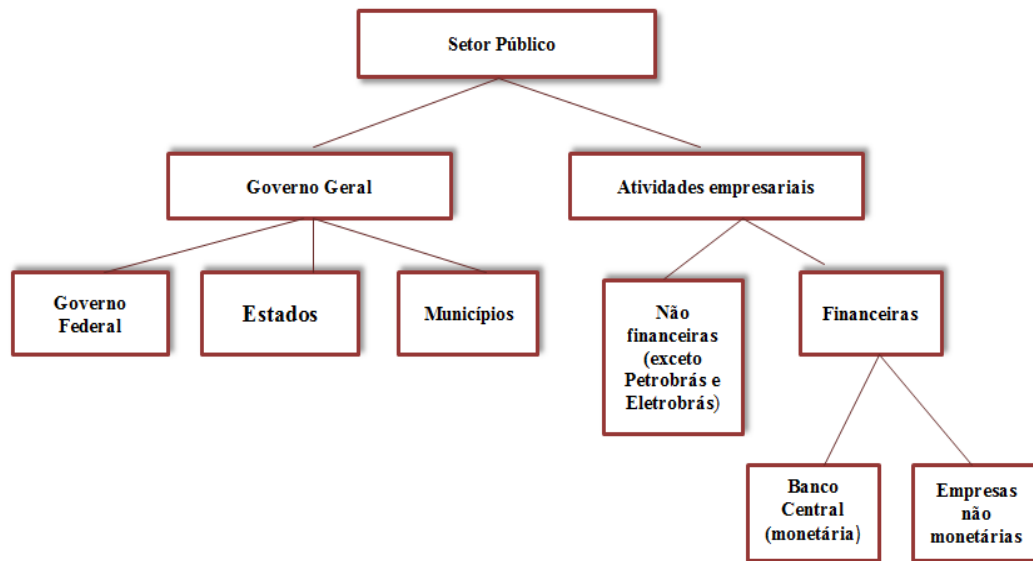 Setor Público
Governo Geral
Atividades empresariais
Governo
Federal
Estados
Municípios
Não
financeiras
(exceto
Petrobrás e
Eletrobrás)
Financeiras
Banco
Central
(monetária)
Empresas
não
monetárias